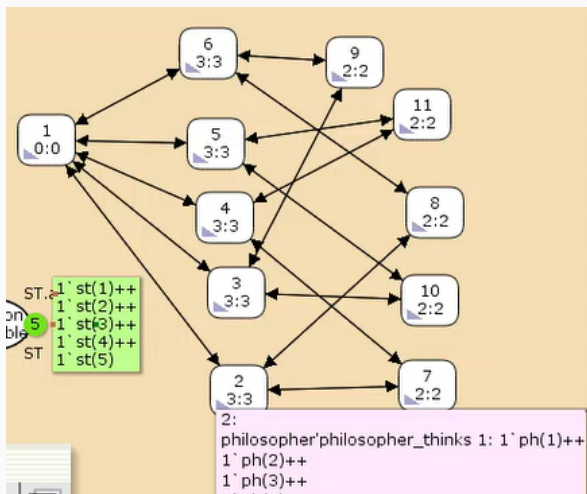 6
3:3
9
2:2
11
2:2
1
0:0
5
3:3
4
3:3
8
2:2
3
3:3
10
2:2
2
3:3
7
2:2
ST.
5
ST
1`st(1)++
1`st(2)++
1`st(3)++
1`st(4)++
1`st(5)
2:
philosopher'philosopher_thinks 1: 1`ph(1)++
1`ph(2)++
1`ph(3)++